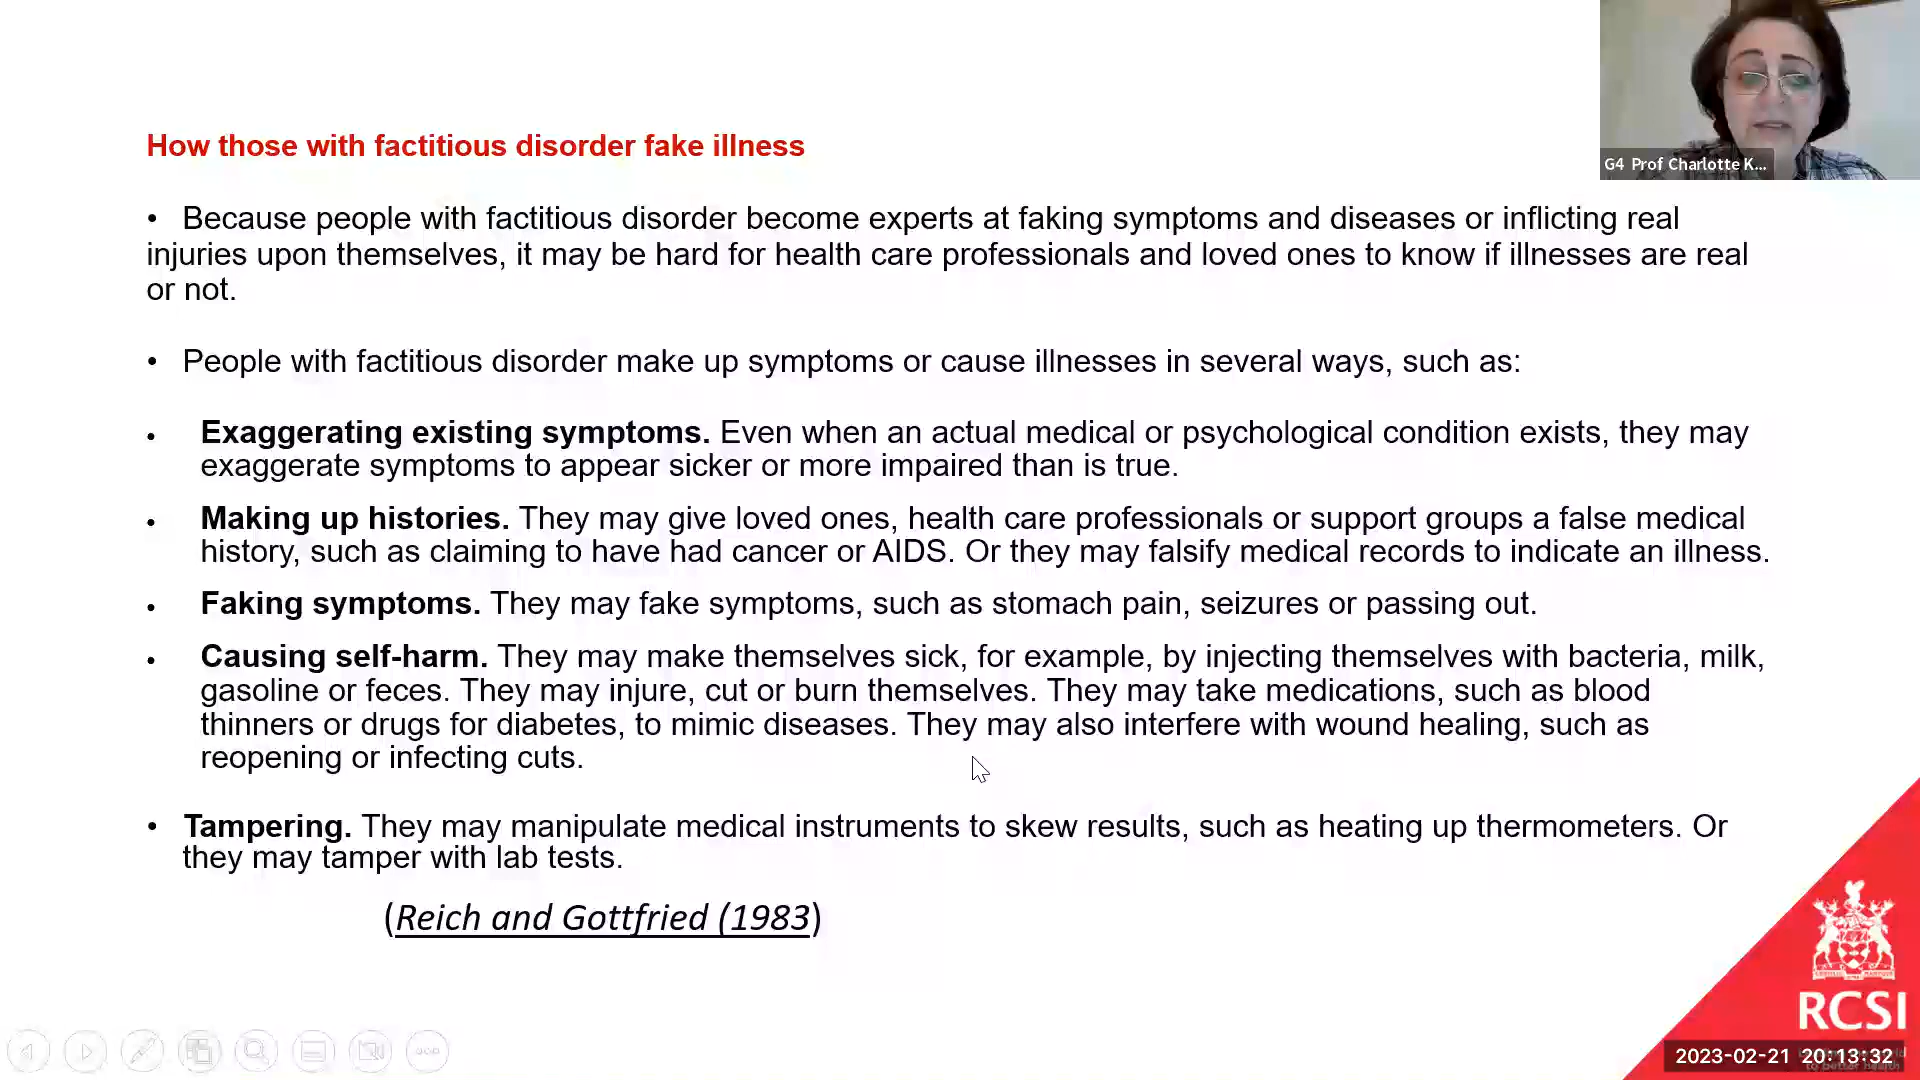 How those with factitious disorder fake illness
G4 Prof Charlotte K...
• Because people with factitious disorder become experts at faking symptoms and diseases or inflicting real
injuries upon themselves, it may be hard for health care professionals and loved ones to know if illnesses are real
or not.
• People with factitious disorder make up symptoms or cause illnesses in several ways, such as:
• Exaggerating existing symptoms. Even when an actual medical or psychological condition exists, they may
exaggerate symptoms to appear sicker or more impaired than is true.
• Making up histories. They may give loved ones, health care professionals or support groups a false medical
history, such as claiming to have had cancer or AIDS. Or they may falsify medical records to indicate an illness.
• Faking symptoms. They may fake symptoms, such as stomach pain, seizures or passing out.
• Causing self-harm. They may make themselves sick, for example, by injecting themselves with bacteria, milk,
gasoline or feces. They may injure, cut or burn themselves. They may take medications, such as blood
thinners or drugs for diabetes, to mimic diseases. They may also interfere with wound healing, such as
reopening or infecting cuts.
• Tampering. They may manipulate medical instruments to skew results, such as heating up thermometers. Or
they may tamper with lab tests.
(Reich and Gottfried (1983)
RCSI
2023-02-21 20:13:32